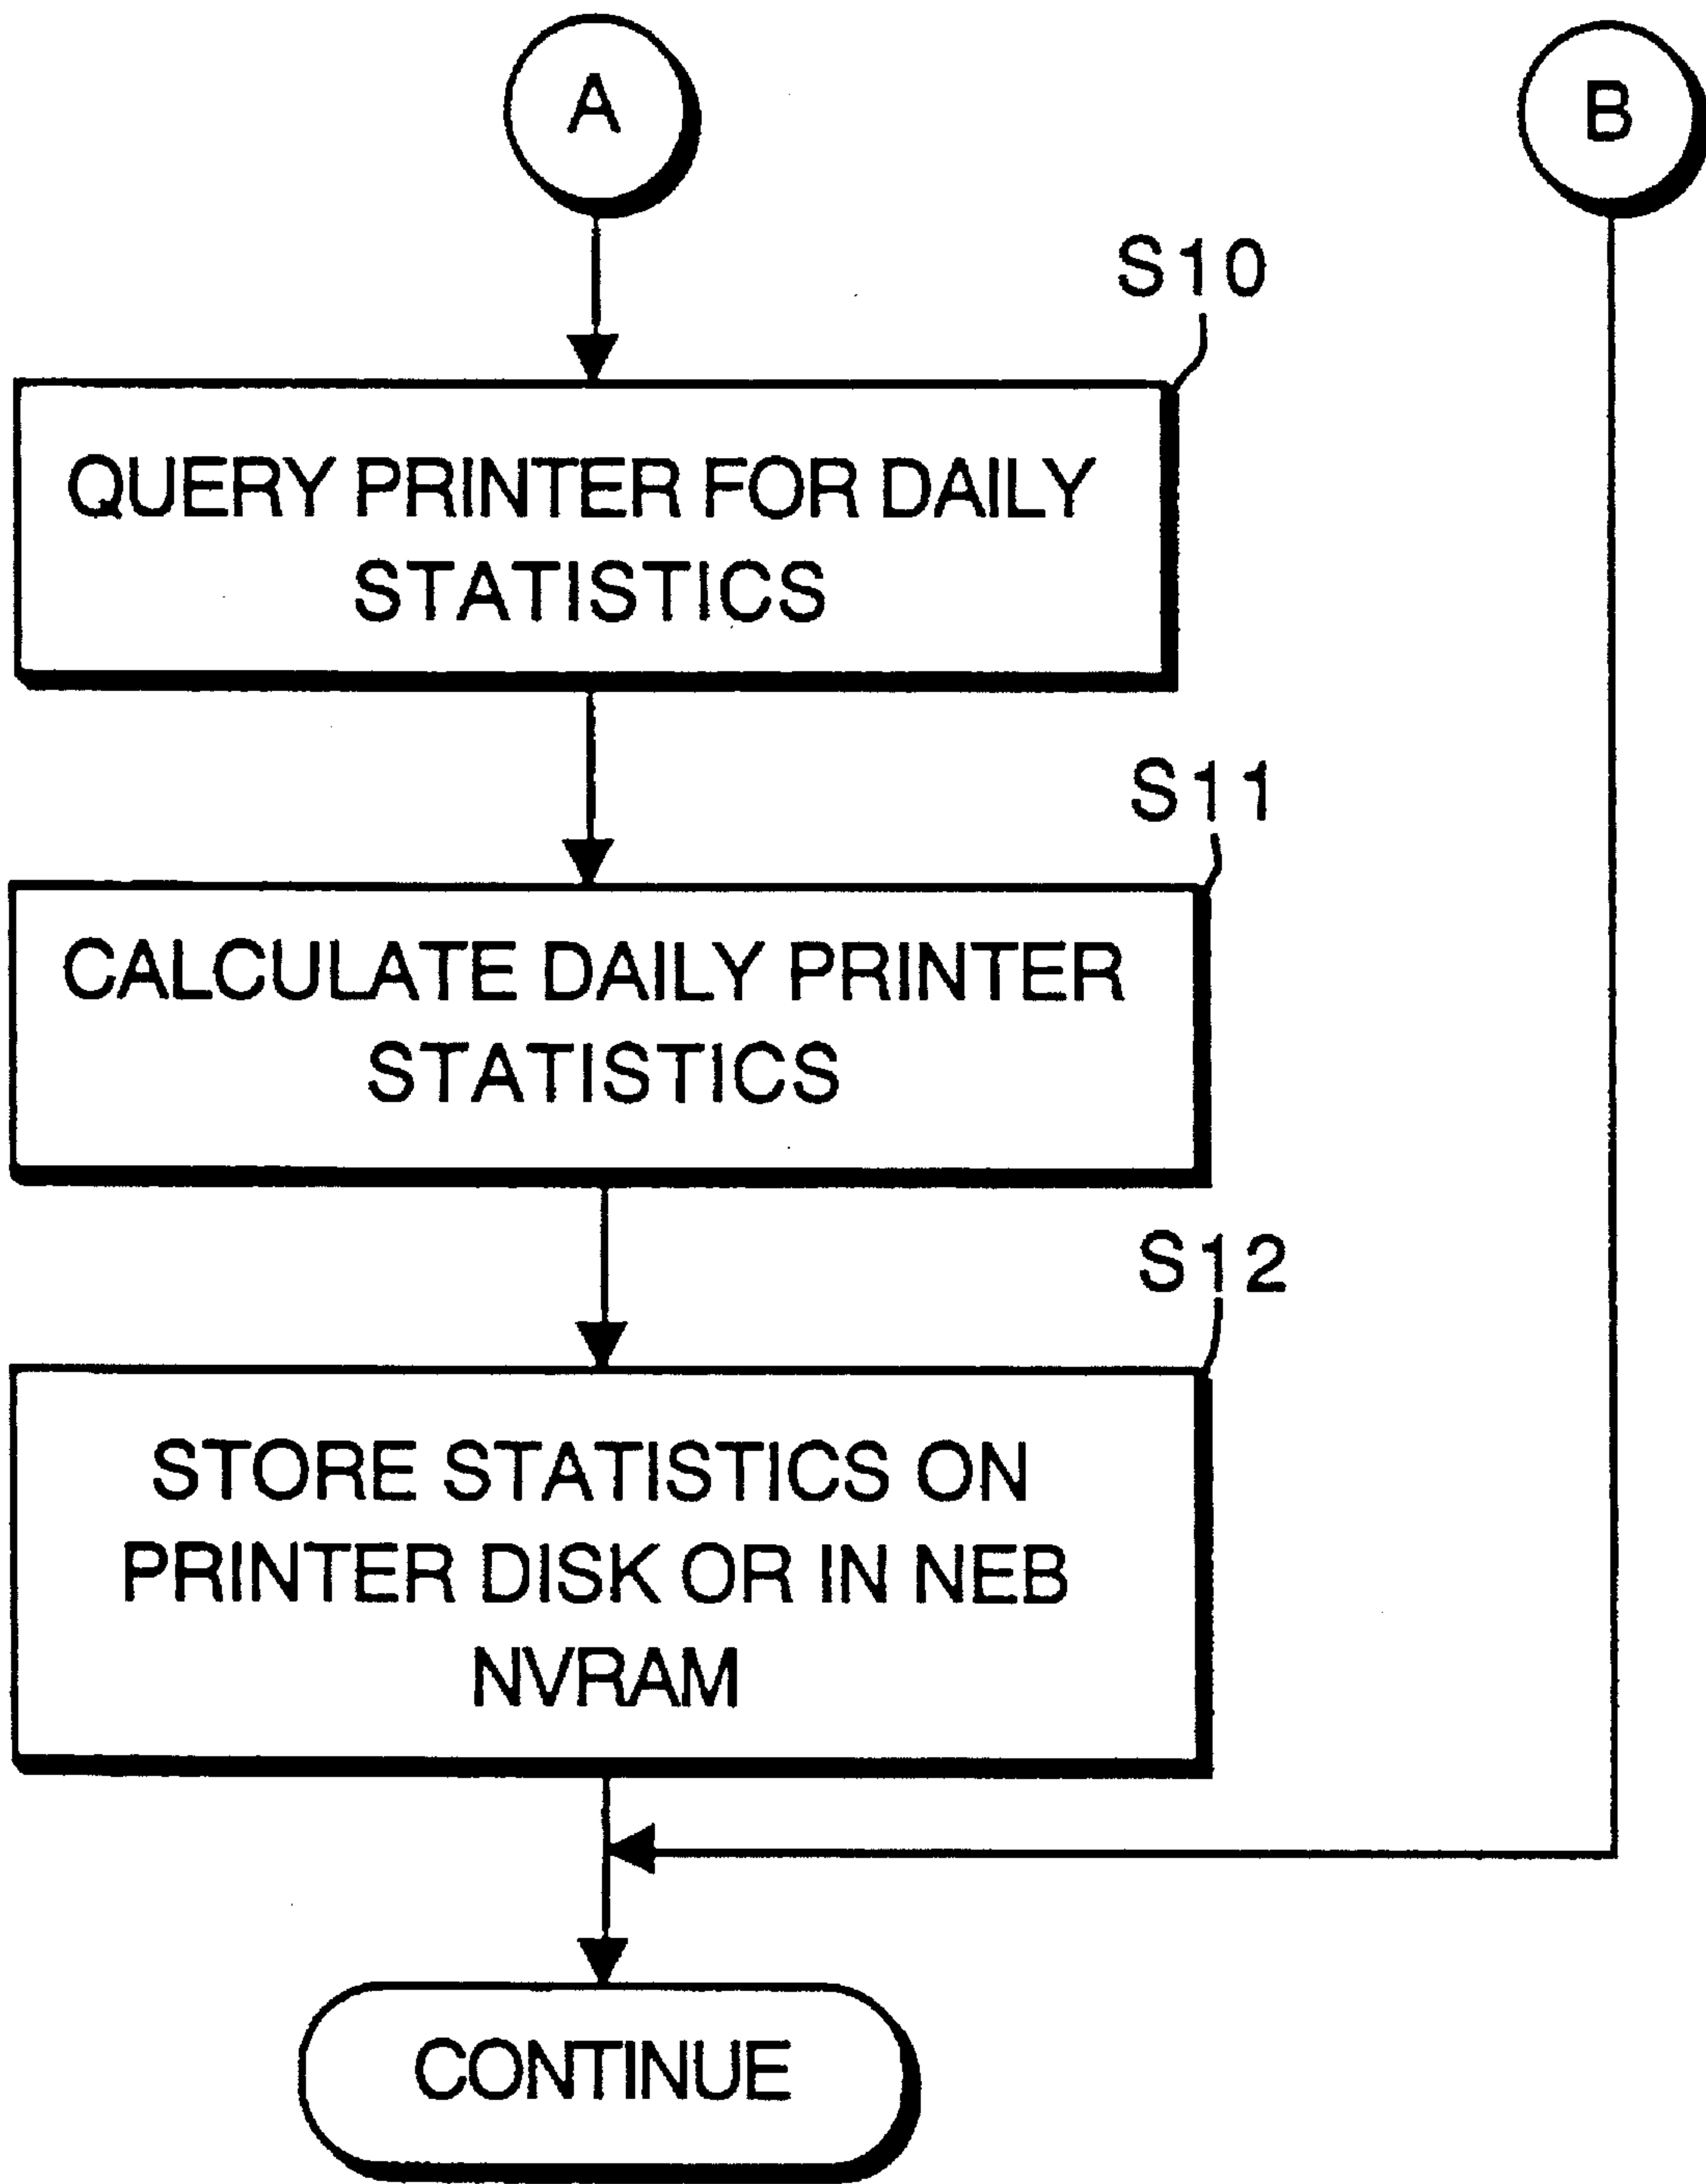 A
B
S10
QUERY PRINTER FOR DAILY
STATISTICS
S11
CALCULATE DAILY PRINTER
STATISTICS
S12
STORE STATISTICS ON
PRINTER DISK OR IN NEB
NVRAM
CONTINUE